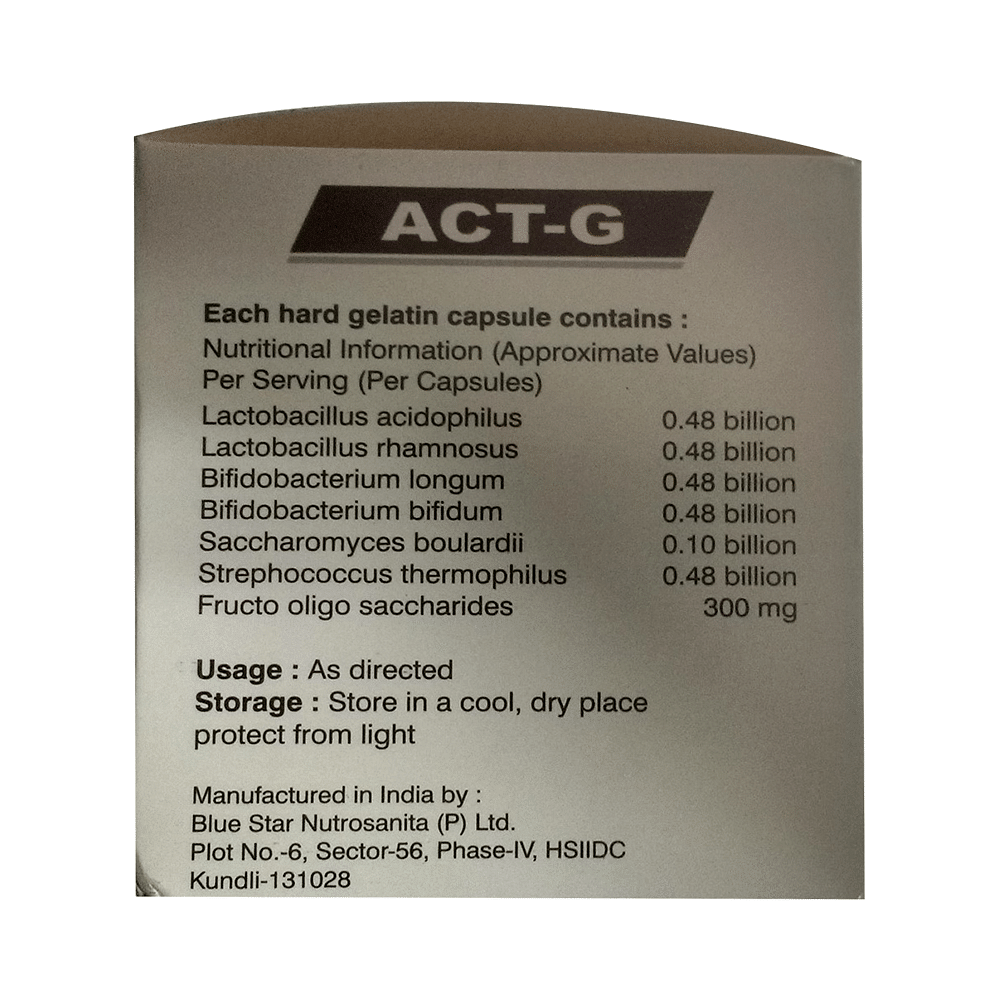 ACT-G
Each hard gelatin capsule contains :
Nutritional Information (Approximate Values)
Per Serving (Per Capsules)
Lactobacillus acidophilus 0.48 billion
Lactobacillus rhamnosus 0.48 billion
Bifidobacterium longum 0.48 billion
Bifidobacterium bifidum 0.48 billion
Saccharomyces boulardii 0.10 billion
Strephococcus thermophilus 0.48 billion
Fructo oligo saccharides 300 mg
Usage : As directed
Storage : Store in a cool, dry place
protect from light
Manufactured in India by :
Blue Star Nutrosanita (P) Ltd.
Plot No.-6, Sector-56, Phase-IV, HSIIDC
Kundli-131028